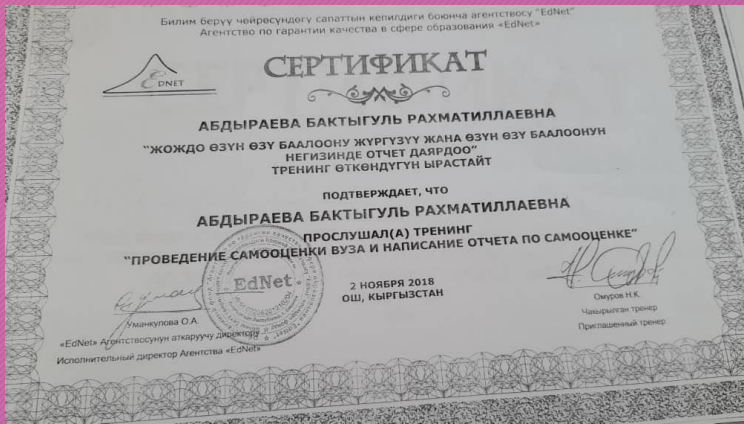 Билим берүү чөйрөсүндөгү сапаттын кепилдиги боюнча агентствосу "EdNet"
Агентство по гарантии качества в сфере образования «EdNet»
EDNET
СЕРТИФИКАТ
АБДЫРАЕВА БАКТЫГУЛЬ РАХМАТИЛЛАЕВНА
"ЖОЖДО ӨЗҮН ӨЗҮ БААЛООНУ ЖҮРГҮЗҮҮ ЖАНА ӨЗҮН ӨЗҮ БААЛООНУН
НЕГИЗИНДЕ ОТЧЕТ ДАЯРДОО"
ТРЕНИНГ ӨТКӨНДҮГҮН ЫРАСТАЙТ
ПОДТВЕРЖДАЕТ, ЧТО
АБДЫРАЕВА БАКТЫГУЛЬ РАХМАТИЛЛАЕВНА
ПРОСЛУШАЛ(А) ТРЕНИНГ
"ПРОВЕДЕНИЕ САМООЦЕНКИ ВУЗА И НАПИСАНИЕ ОТЧЕТА ПО САМООЦЕНКЕ"
EdNet
2 НОЯБРЯ 2018
ОШ, КЫРГЫЗСТАН
Уманкулова О.А.
«EdNet» Агентствосунун аткаруучу директору
Исполнительный директор Агентства «EdNet»
Омуров Н.К.
Чакырылган тренер
Приглашенный тренер